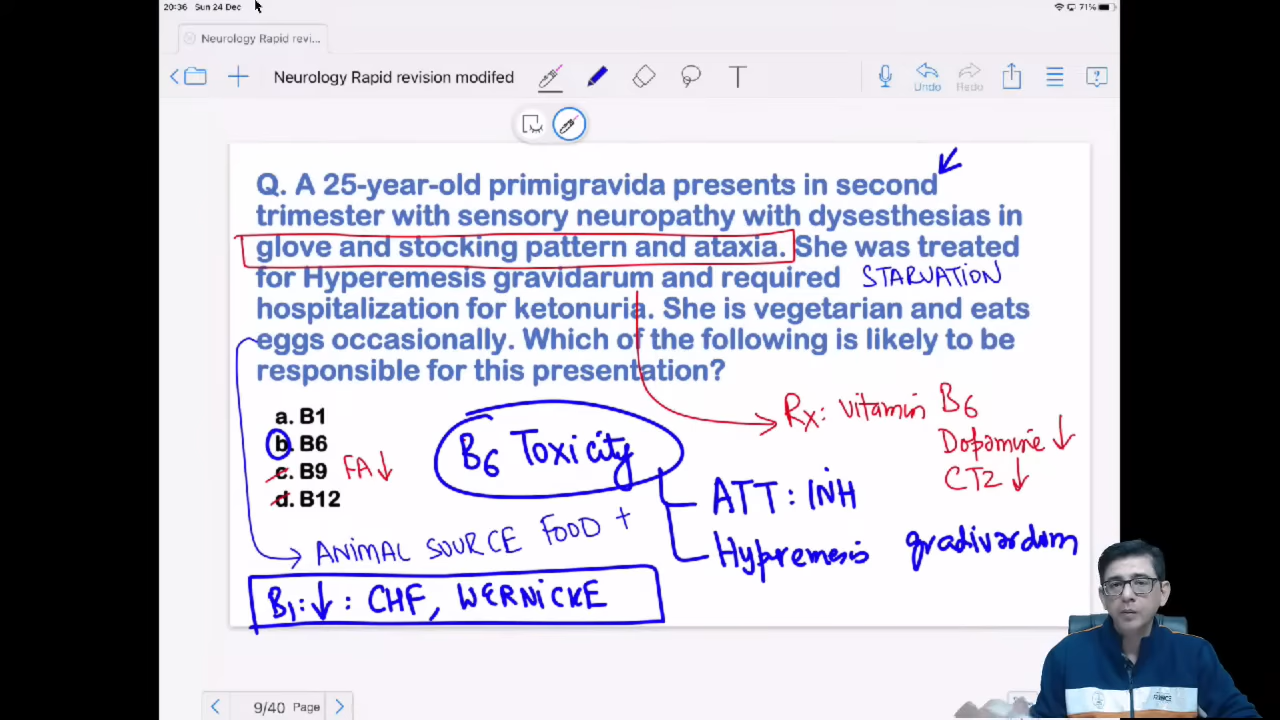 20:36 Sun 24 Dec
71%
Neurology Rapid revi...
Neurology Rapid revision modifed
T
Undo
Redo
Q. A 25-year-old primigravida presents in second
trimester with sensory neuropathy with dysesthesias in
glove and stocking pattern and ataxia. She was treated
for Hyperemesis gravidarum and required STARVATION
hospitalization for ketonuria. She is vegetarian and eats
eggs occasionally. Which of the following is likely to be
responsible for this presentation?
a. B1
b. B6
c. B9 FA↓
d. B12
B6 Toxicity
Rx: vitamin B6
Dopamine ↓
CTZ ↓
ATT: INH
Hypremesis gradivardum
ANIMAL SOURCE FOOD +
B1:↓: CHF, WERNICKE
9/40 Page